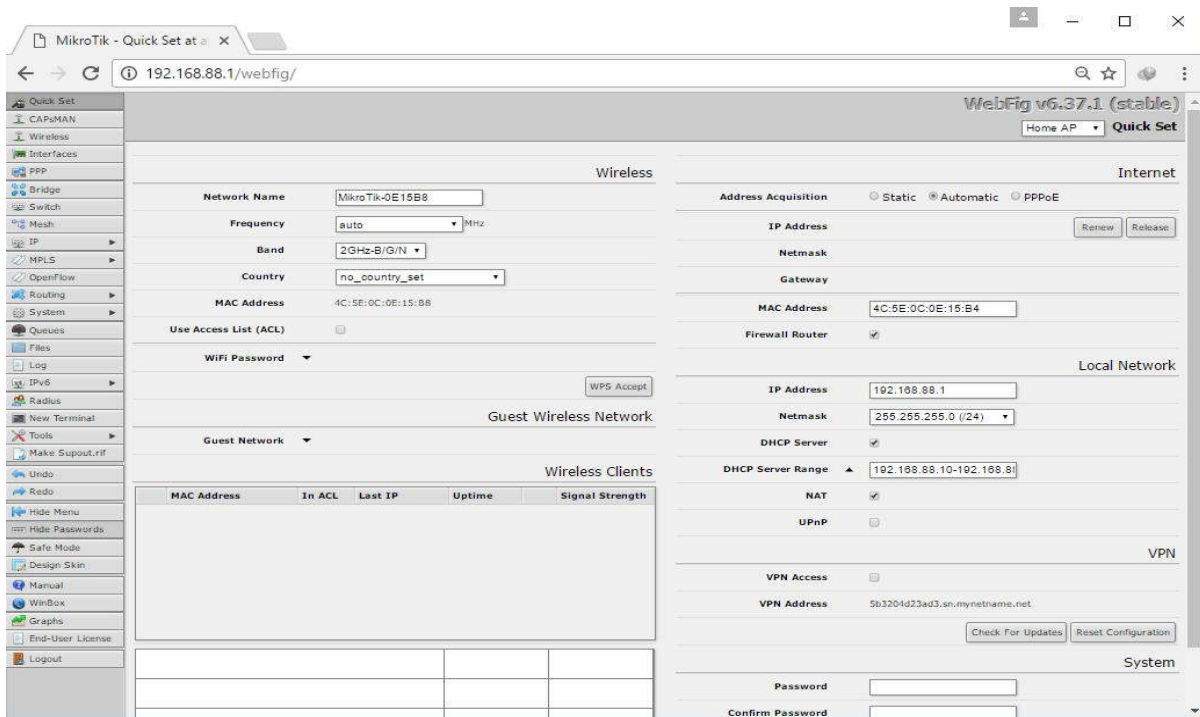 MikroTik - Quick Set at a
192.168.88.1/webfig/
WebFig v6.37.1 (stable)
Home AP Quick Set
Quick Set
CAPsMAN
Wireless
Interfaces
PPP
Bridge
Switch
Mesh
IP
MPLS
OpenFlow
Routing
System
Queues
Files
Log
IPv6
Radius
New Terminal
Tools
Make Supout.rif
Undo
Redo
Hide Menu
Hide Passwords
Safe Mode
Design Skin
Manual
WinBox
Graphs
End-User License
Logout
Wireless
Network Name MikroTik-0E15B8
Frequency auto MHz
Band 2GHz-B/G/N
Country no_country_set
MAC Address 4C:5E:0C:0E:15:B8
Use Access List (ACL)
WiFi Password
WPS Accept
Guest Wireless Network
Guest Network
Wireless Clients
MAC Address In ACL Last IP Uptime Signal Strength
Internet
Address Acquisition Static Automatic PPPoE
IP Address Renew Release
Netmask
Gateway
MAC Address 4C:5E:0C:0E:15:B4
Firewall Router
Local Network
IP Address 192.168.88.1
Netmask 255.255.255.0 (/24)
DHCP Server
DHCP Server Range 192.168.88.10-192.168.8
NAT
UPnP
VPN
VPN Access
VPN Address 5b3204d23ad3.sn.mynetname.net
Check For Updates Reset Configuration
System
Password
Confirm Password